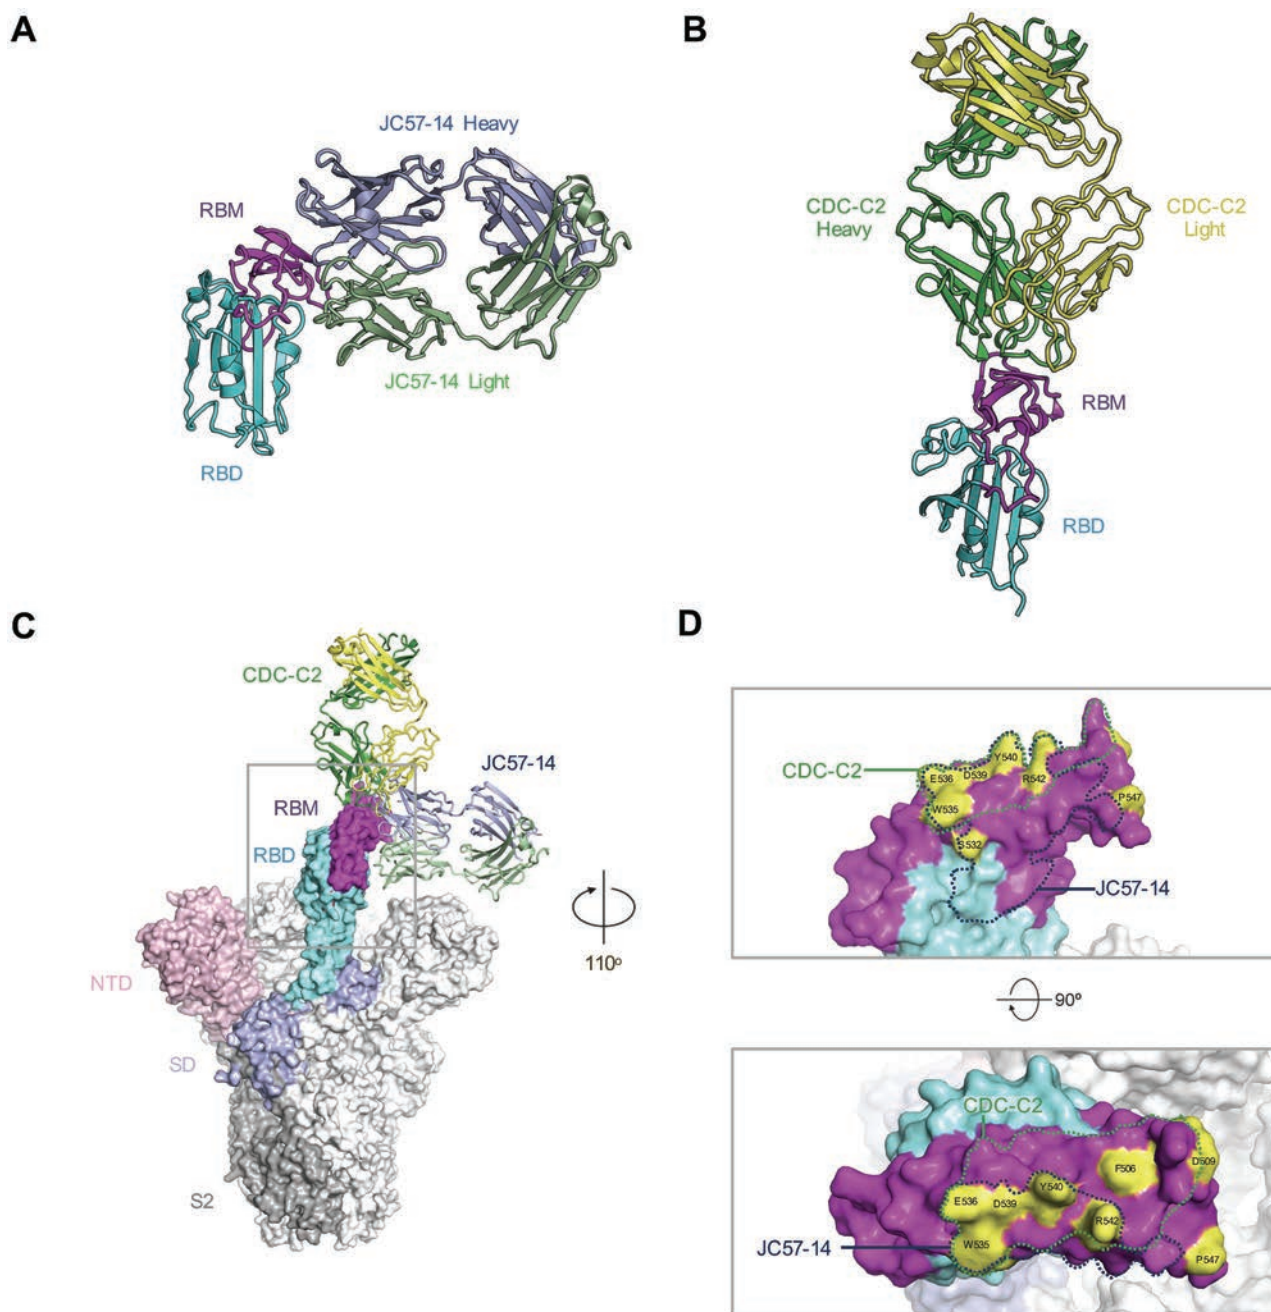 A
JC57-14 Heavy
RBM
JC57-14 Light
RBD
B
CDC-C2
Heavy
CDC-C2
Light
RBM
RBD
C
CDC-C2
JC57-14
RBM
RBD
NTD
SD
S2
110º
D
CDC-C2
Y540
D539
E536
R542
W535
P547
S532
JC57-14
90º
CDC-C2
F506
D509
Y540
E536
D539
R542
JC57-14
W535
P547